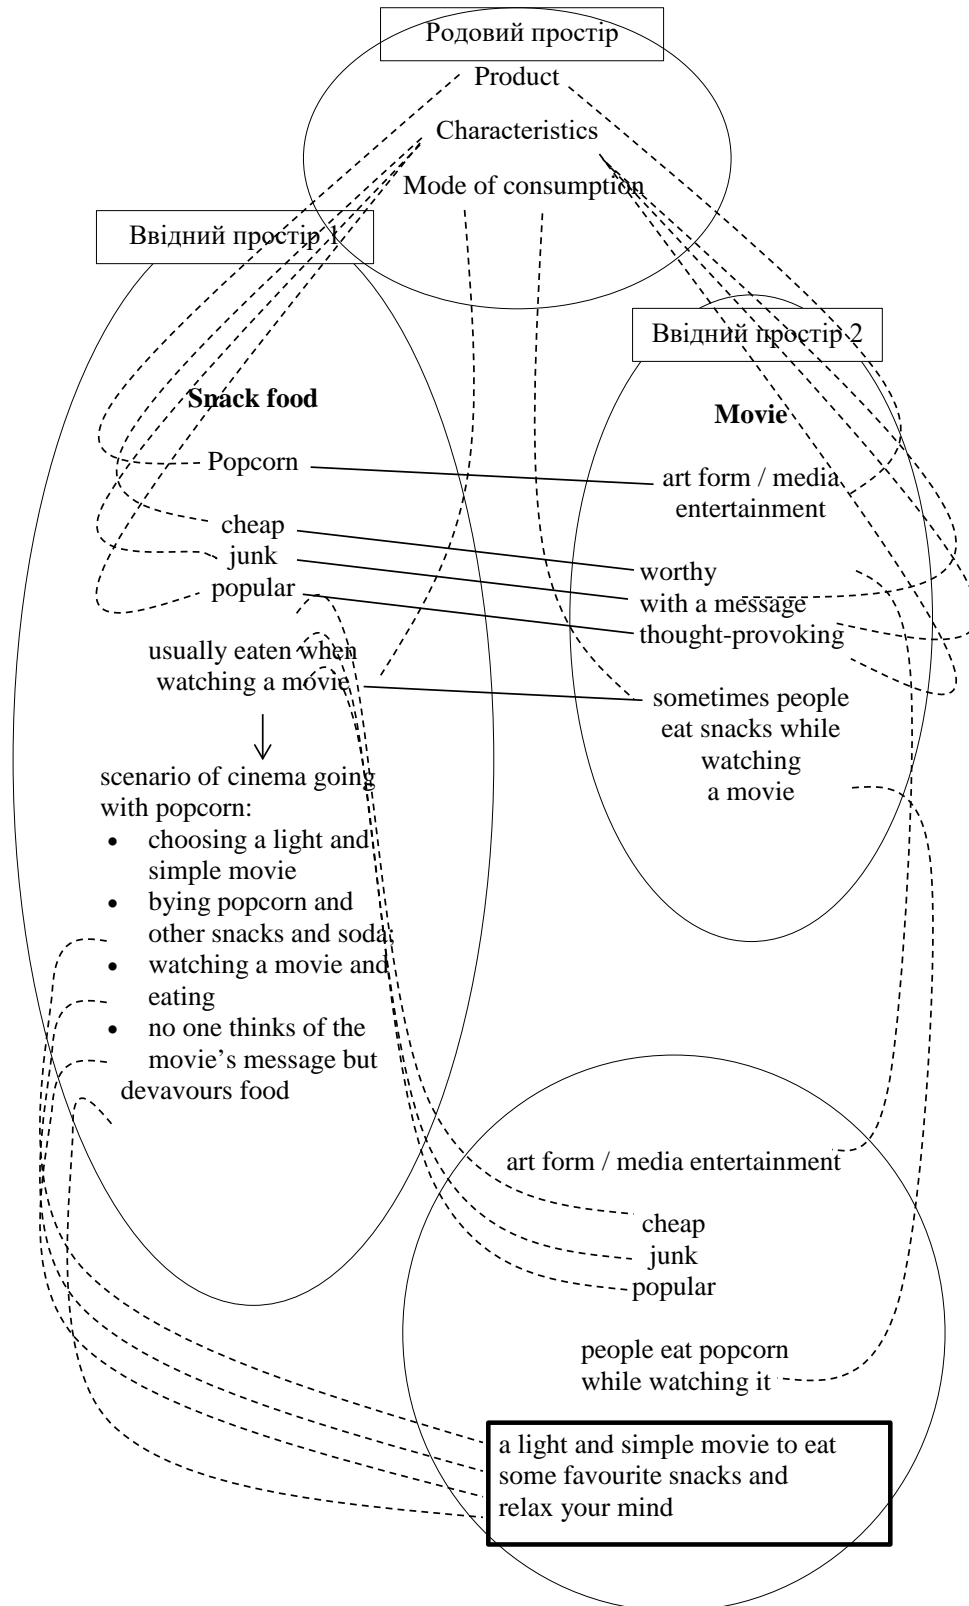 Родовий простір
Product
Characteristics
Mode of consumption
Ввідний простір 1
Snack food
Popcorn
cheap
junk
popular
usually eaten when
watching a movie
scenario of cinema going
with popcorn:
• choosing a light and
simple movie
• bying popcorn and
other snacks and soda
• watching a movie and
eating
• no one thinks of the
movie’s message but
devavours food
Ввідний простір 2
Movie
art form / media
entertainment
worthy
with a message
thought-provoking
sometimes people
eat snacks while
watching
a movie
art form / media entertainment
cheap
junk
popular
people eat popcorn
while watching it
a light and simple movie to eat
some favourite snacks and
relax your mind